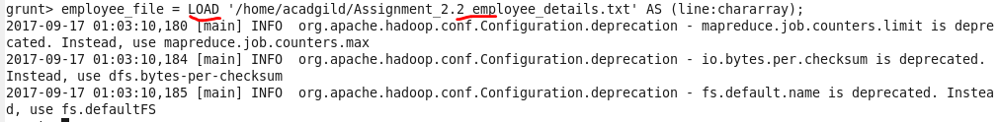 grunt> employee_file = LOAD '/home/acadgild/Assignment_2.2_employee_details.txt' AS (line:chararray);
2017-09-17 01:03:10,180 [main] INFO  org.apache.hadoop.conf.Configuration.deprecation - mapreduce.job.counters.limit is depre
cated. Instead, use mapreduce.job.counters.max
2017-09-17 01:03:10,184 [main] INFO  org.apache.hadoop.conf.Configuration.deprecation - io.bytes.per.checksum is deprecated.
Instead, use dfs.bytes-per-checksum
2017-09-17 01:03:10,185 [main] INFO  org.apache.hadoop.conf.Configuration.deprecation - fs.default.name is deprecated. Instea
d, use fs.defaultFS